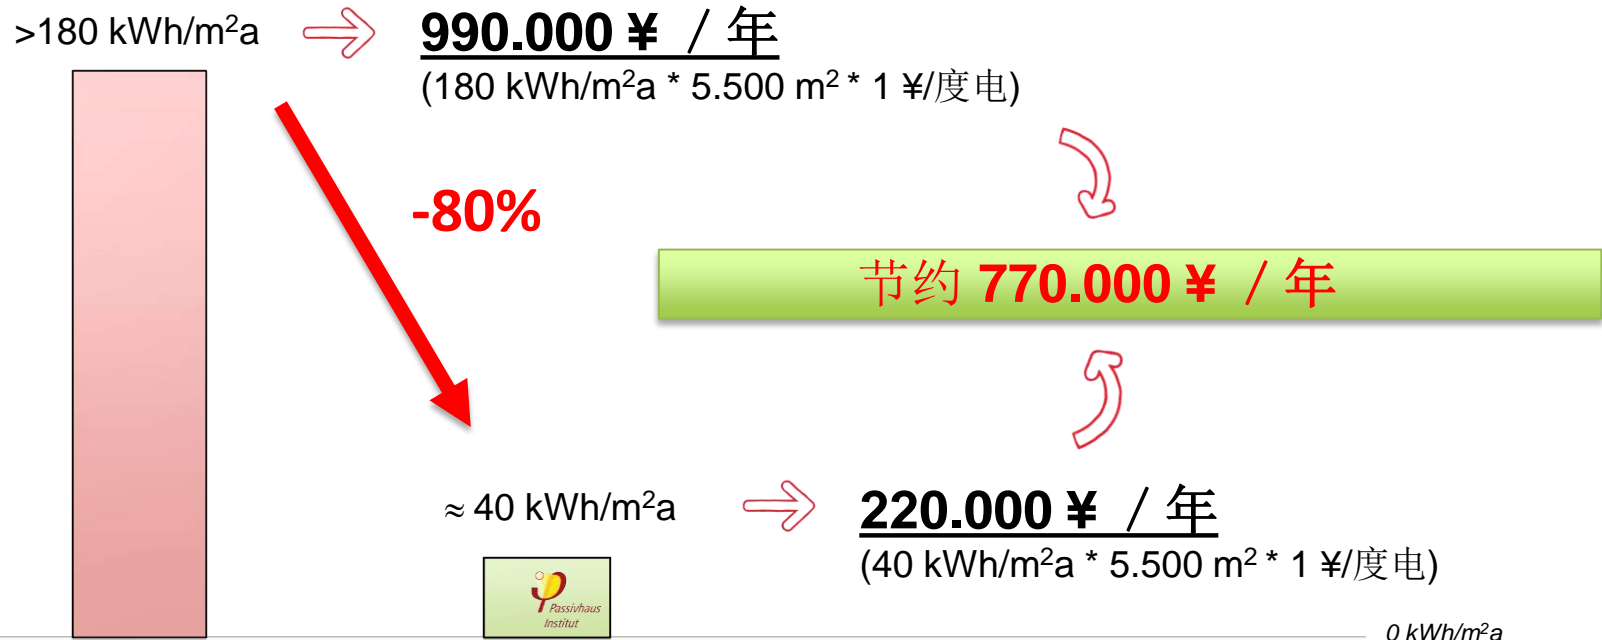 >180 kWh/m²a
990.000 ¥ / 年
(180 kWh/m²a * 5.500 m² * 1 ¥/度电)
-80%
节约 770.000 ¥ / 年
≈ 40 kWh/m²a
220.000 ¥ / 年
(40 kWh/m²a * 5.500 m² * 1 ¥/度电)
Passivhaus
Institut
0 kWh/m²a